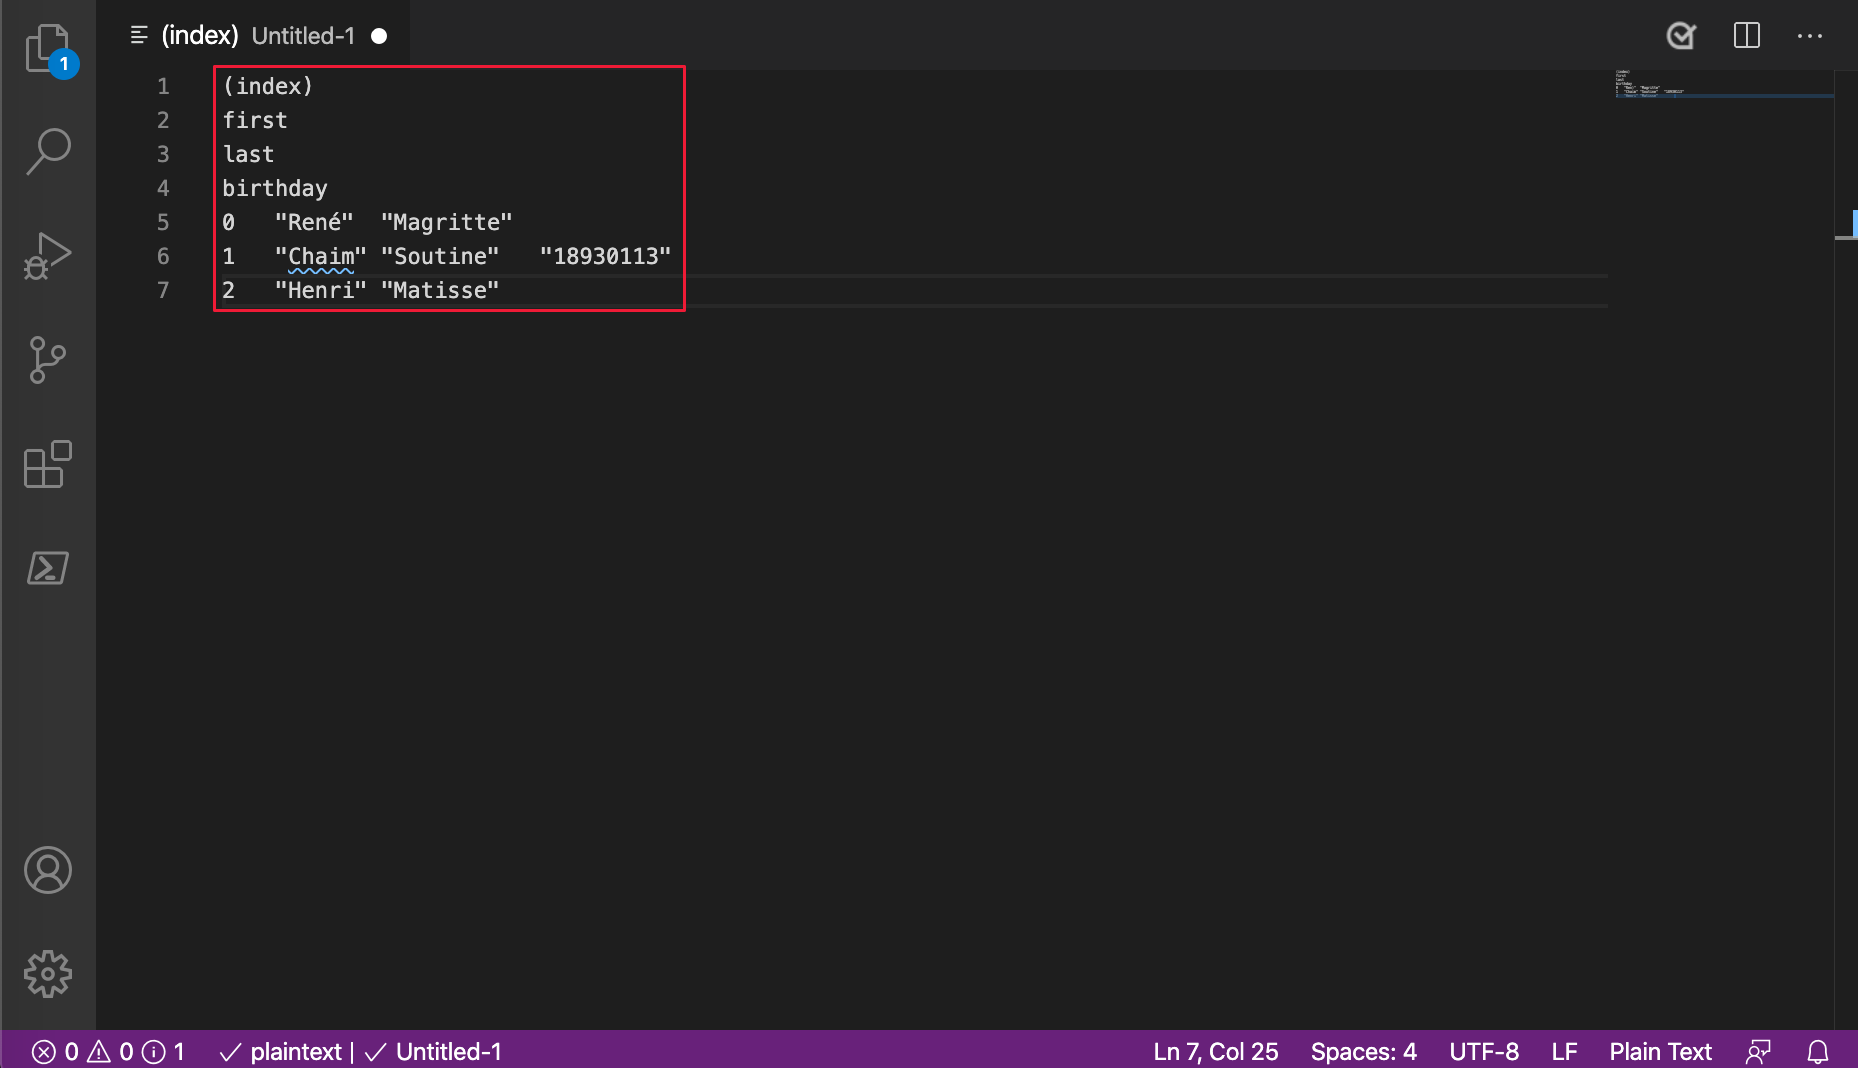 (index) Untitled-1
1 (index)
2 first
3 last
4 birthday
5 0 "René" "Magritte"
6 1 "Chaim" "Soutine" "18930113"
7 2 "Henri" "Matisse"
1
0 0 1 plaintext | Untitled-1 Ln 7, Col 25 Spaces: 4 UTF-8 LF Plain Text